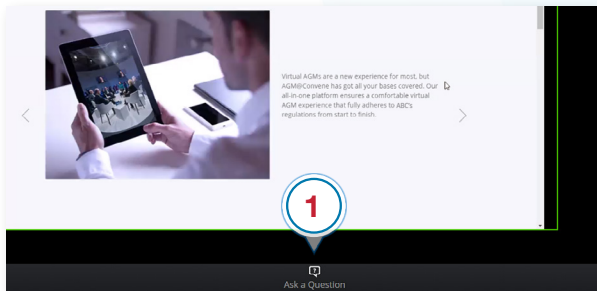 Virtual AGMs are a new experience for most, but
AGM@Convene has got all your bases covered. Our
all-in-one platform ensures a comfortable virtual
AGM experience that fully adheres to ABC's
regulations from start to finish.
1
Ask a Question